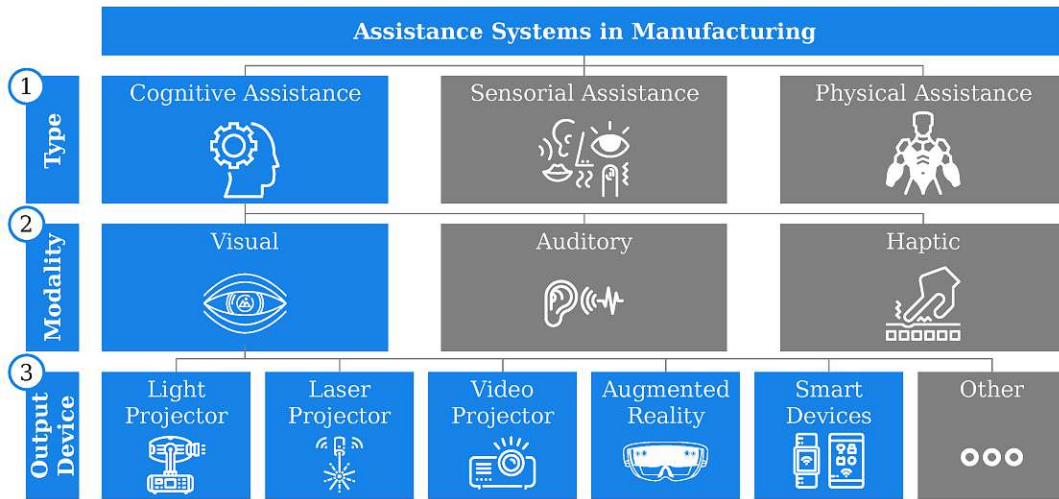 Assistance Systems in Manufacturing
1
Type
Cognitive Assistance
Sensorial Assistance
Physical Assistance
2
Modality
Visual
Auditory
Haptic
3
Output
Device
Light
Projector
Laser
Projector
Video
Projector
Augmented
Reality
Smart
Devices
Other